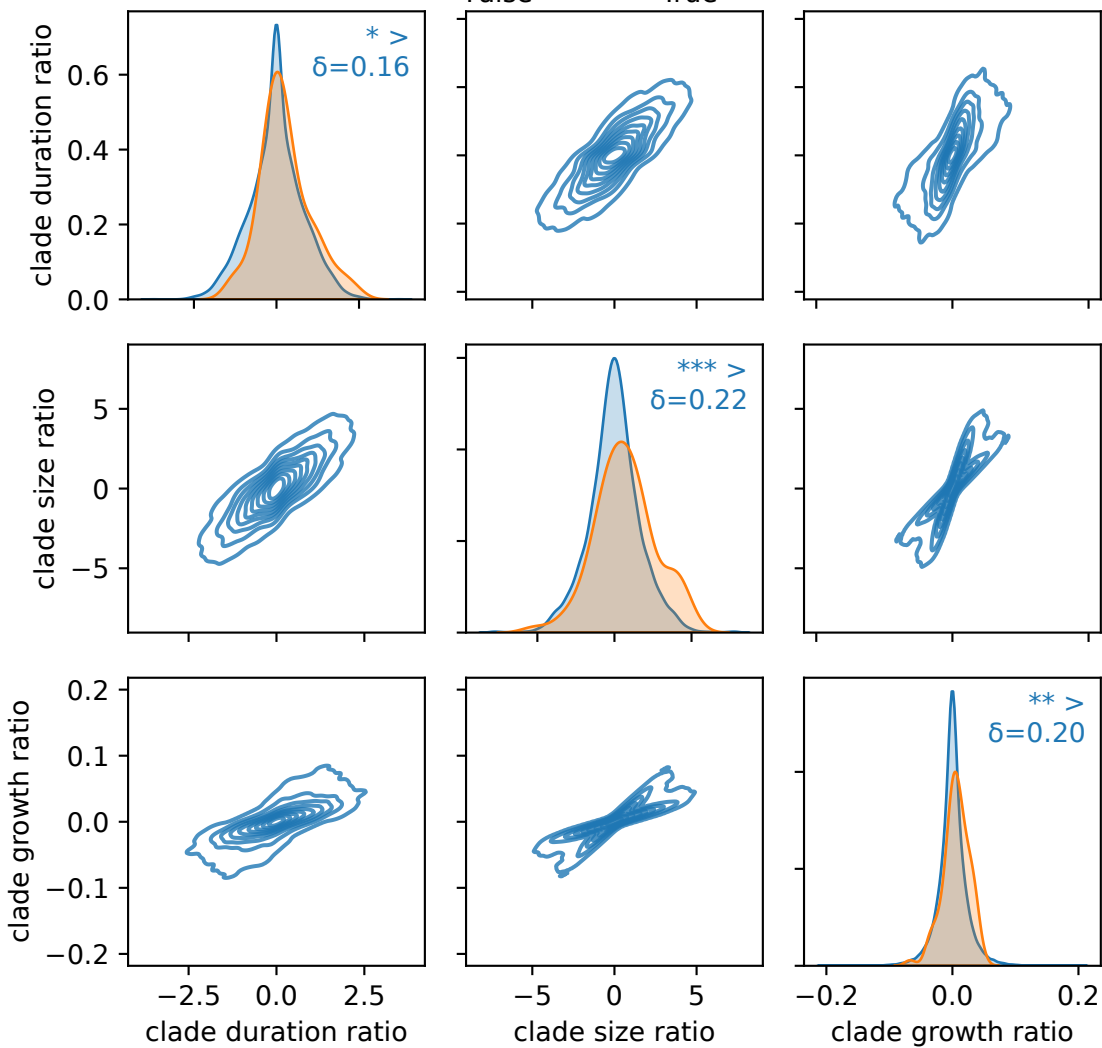 False True
clade duration ratio
0.6
0.4
0.2
0.0
* >
δ=0.16
clade size ratio
5
0
−5
*** >
δ=0.22
clade growth ratio
0.2
0.1
0.0
−0.1
−0.2
** >
δ=0.20
−2.5 0.0 2.5
−5 0 5
−0.2 0.0 0.2
clade duration ratio
clade size ratio
clade growth ratio